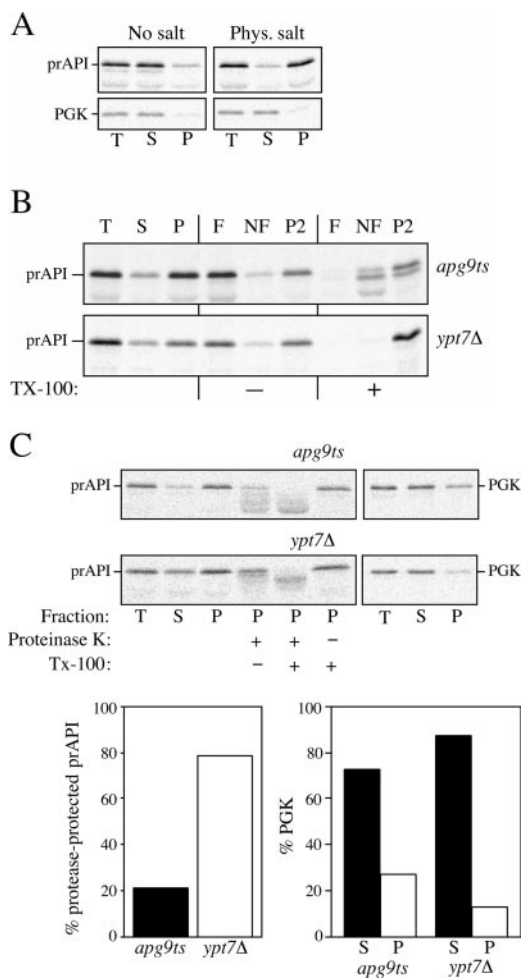 A
No salt Phys. salt
prAPI
PGK
T S P T S P
B
T S P F NF P2 F NF P2
prAPI apg9ts
prAPI ypt7Δ
TX-100: — +
C
apg9ts
prAPI PGK
ypt7Δ
prAPI PGK
Fraction: T S P P P P T S P
Proteinase K: + + –
Tx-100: – + +
% protease-protected prAPI
100
80
60
40
20
0
apg9ts ypt7Δ
% PGK
100
80
60
40
20
0
S P S P
apg9ts ypt7Δ